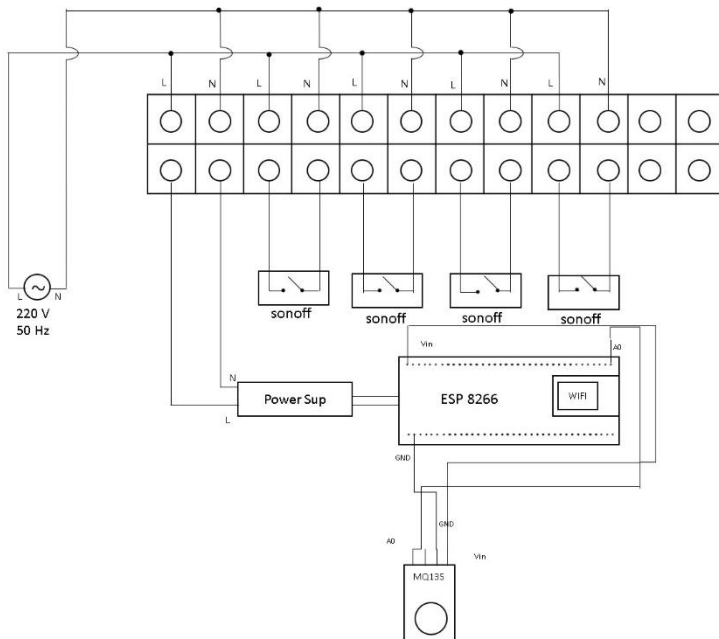 L N L N L N L N L N
L N
220 V
50 Hz
sonoff
sonoff
sonoff
sonoff
Vin
A0
N
Power Sup
ESP 8266
WIFI
L
GND
GND
A0
Vin
MQ135